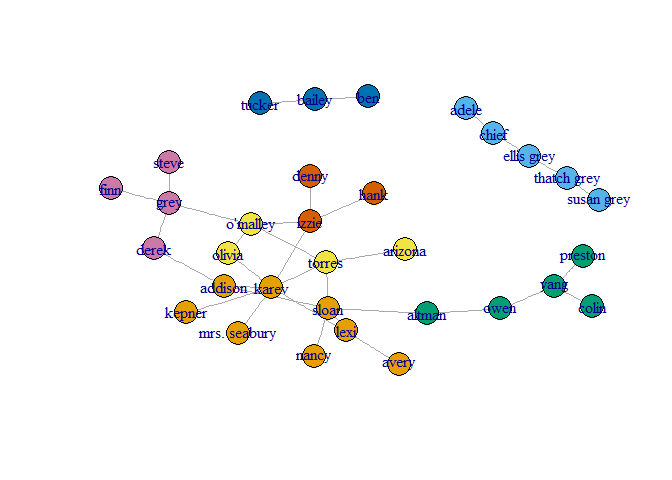 tucker
bailey
ben
adele
chief
ellis grey
thatch grey
susan grey
steve
finn
grey
derek
denny
hank
izzie
o'malley
olivia
torres
arizona
addison
karev
kepner
mrs. seabury
sloan
lexi
nancy
avery
altman
owen
yang
preston
colin